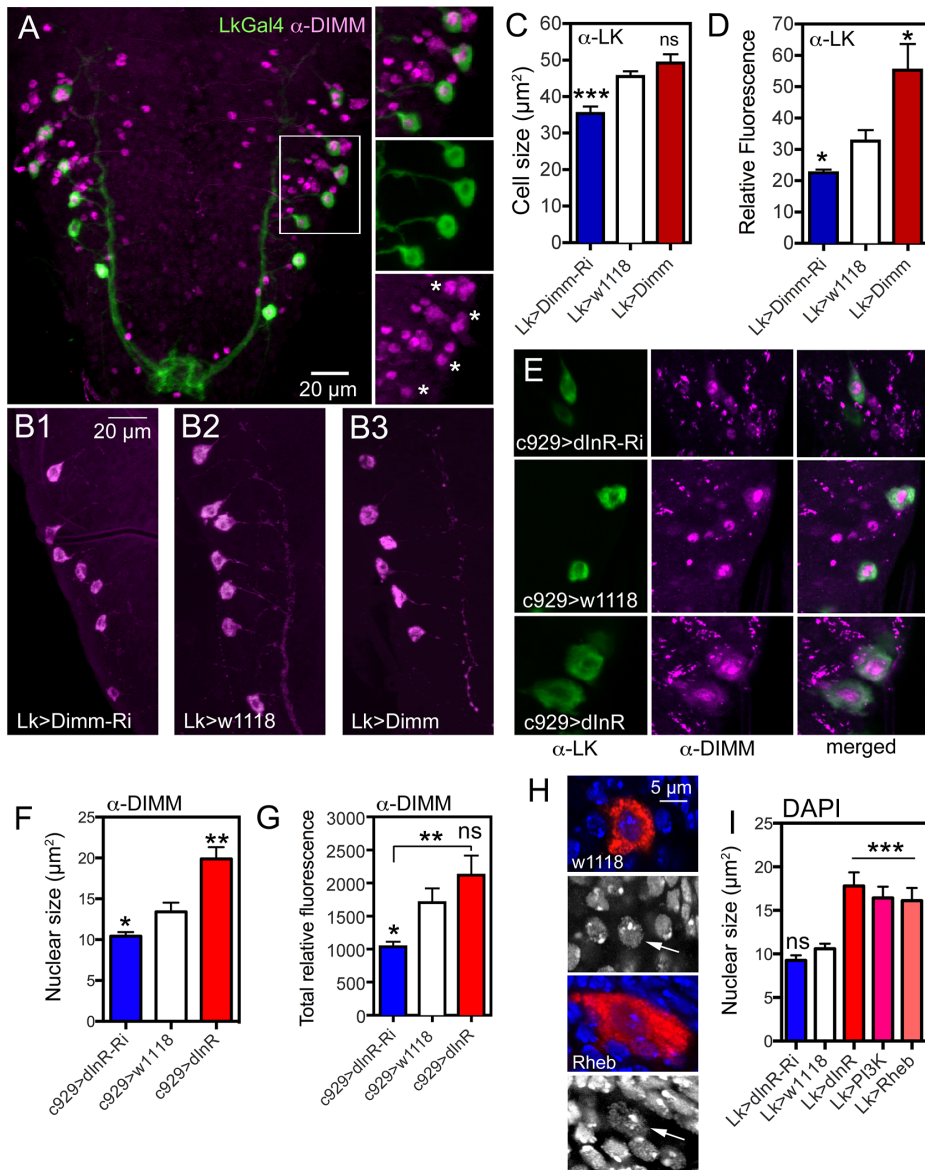 A
LkGal4 α-DIMM
20 μm
*
*
*
*
B1
20 μm
Lk>Dimm-Ri
B2
Lk>w1118
B3
Lk>Dimm
C
α-LK
ns
***
Cell size (μm²)
60
50
40
30
20
10
0
Lk>Dimm-Ri
Lk>w1118
Lk>Dimm
D
α-LK
*
*
Relative Fluorescence
70
60
50
40
30
20
10
0
Lk>Dimm-Ri
Lk>w1118
Lk>Dimm
E
c929>dInR-Ri
c929>w1118
c929>dInR
α-LK
α-DIMM
merged
F
α-DIMM
**
*
Nuclear size (μm²)
25
20
15
10
5
0
c929>dInR-Ri
c929>w1118
c929>dInR
G
α-DIMM
**
ns
*
Total relative fluorescence
3000
2500
2000
1500
1000
500
0
c929>dInR-Ri
c929>w1118
c929>dInR
H
5 μm
w1118
Rheb
I
DAPI
***
ns
Nuclear size (μm²)
25
20
15
10
5
0
Lk>dInR-Ri
Lk>w1118
Lk>dInR
Lk>PI3K
Lk>Rheb